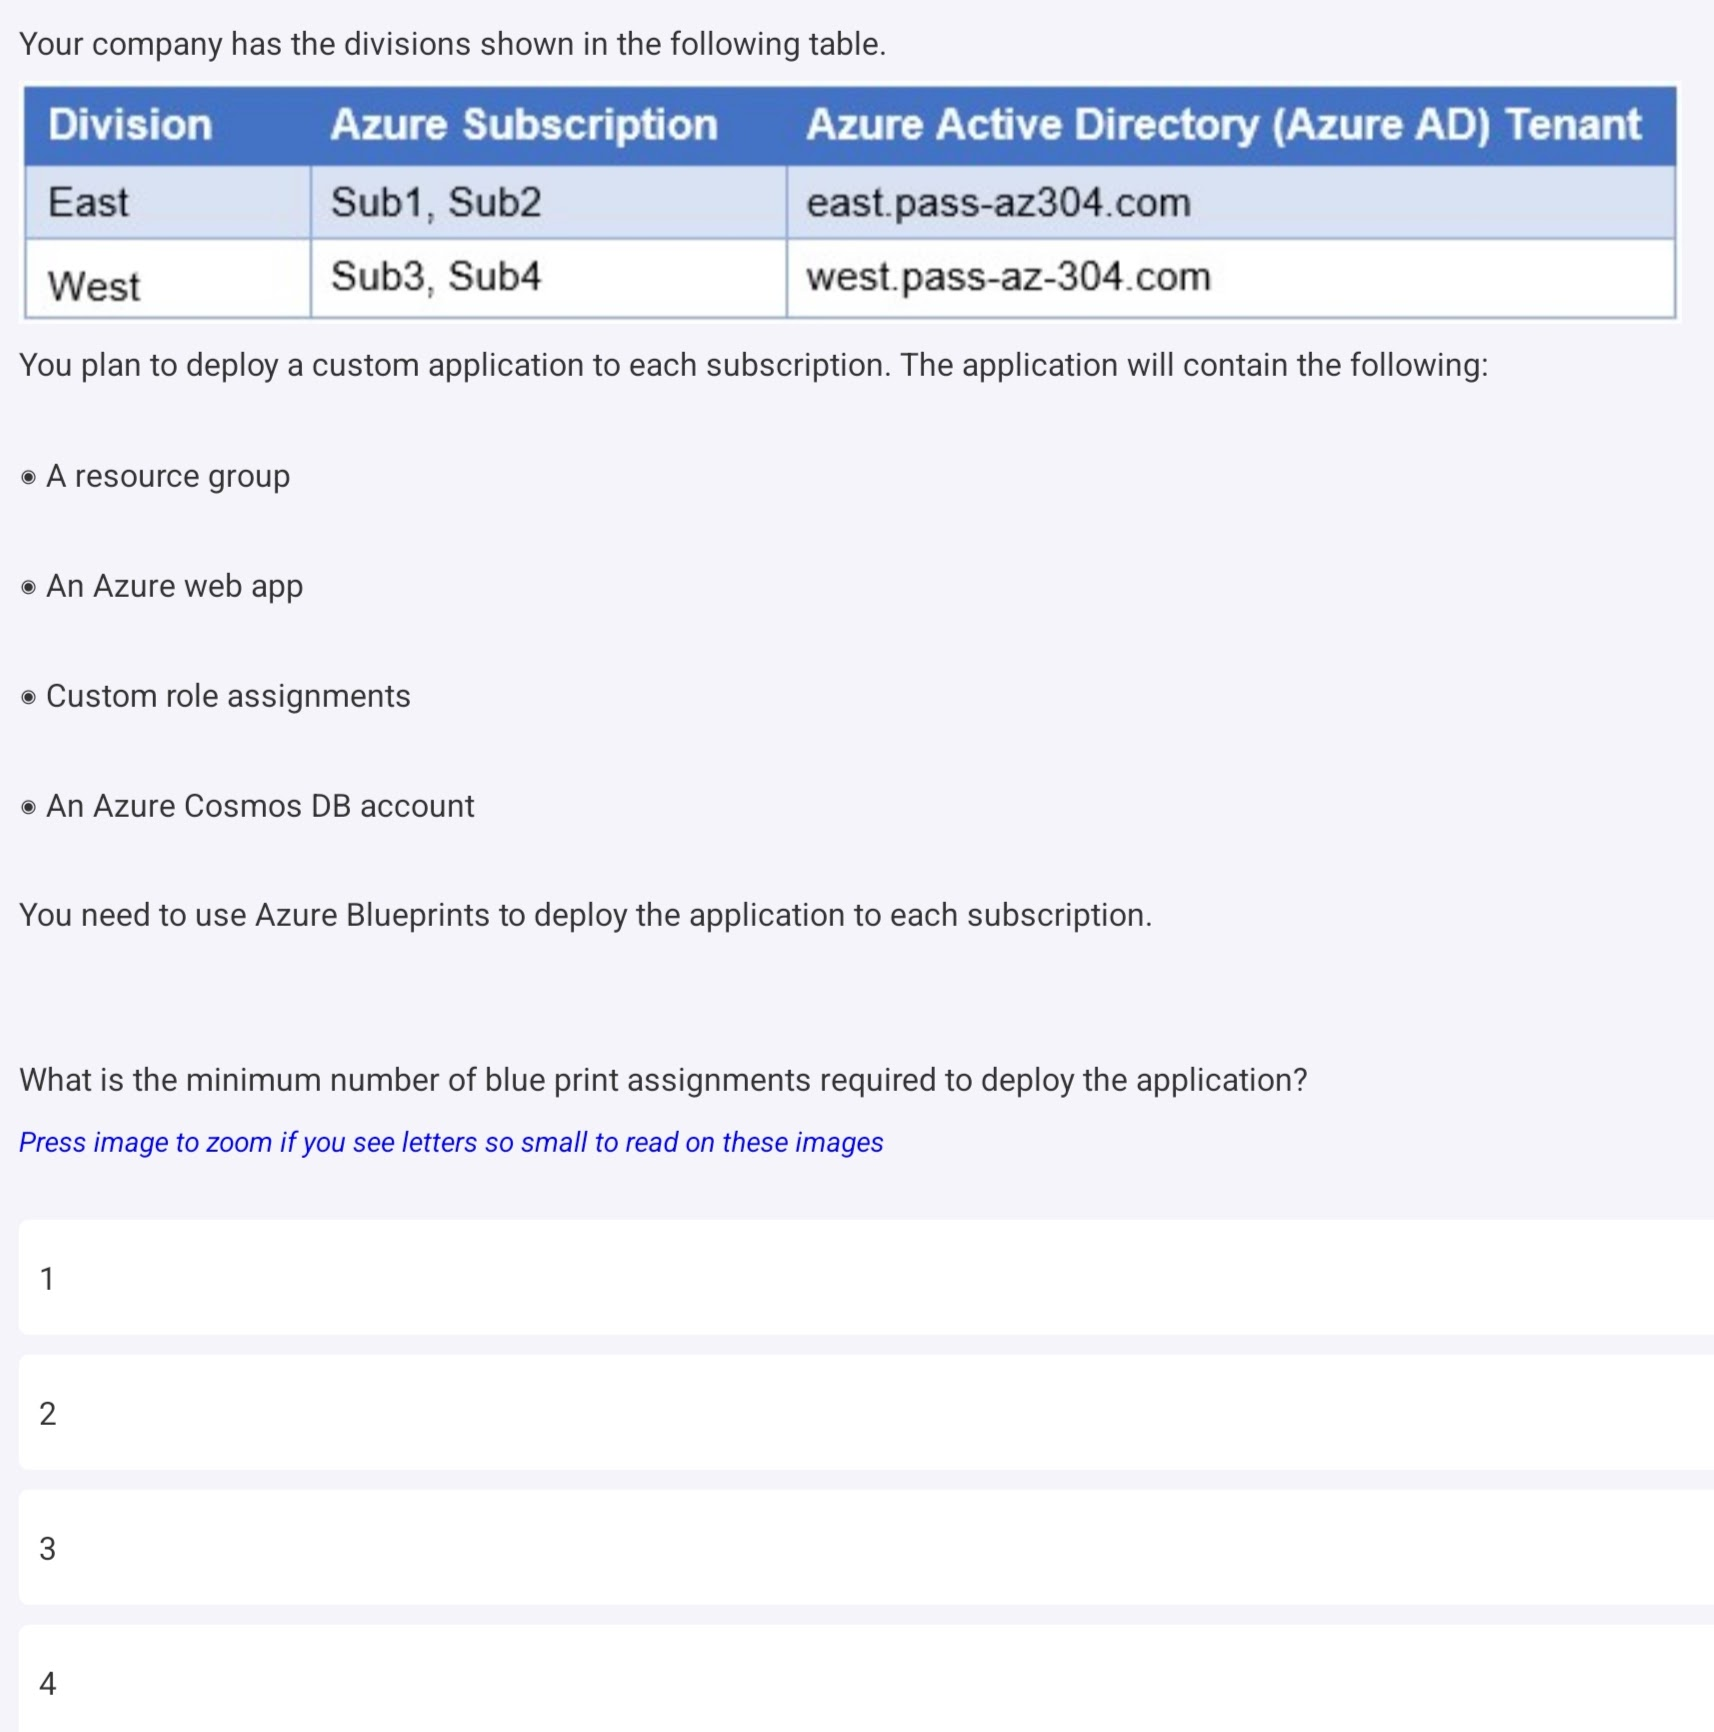 Your company has the divisions shown in the following table.
Division Azure Subscription Azure Active Directory (Azure AD) Tenant
East Sub1, Sub2 east.pass-az304.com
West Sub3, Sub4 west.pass-az-304.com
You plan to deploy a custom application to each subscription. The application will contain the following:
◉ A resource group
◉ An Azure web app
◉ Custom role assignments
◉ An Azure Cosmos DB account
You need to use Azure Blueprints to deploy the application to each subscription.
What is the minimum number of blue print assignments required to deploy the application?
Press image to zoom if you see letters so small to read on these images
1
2
3
4